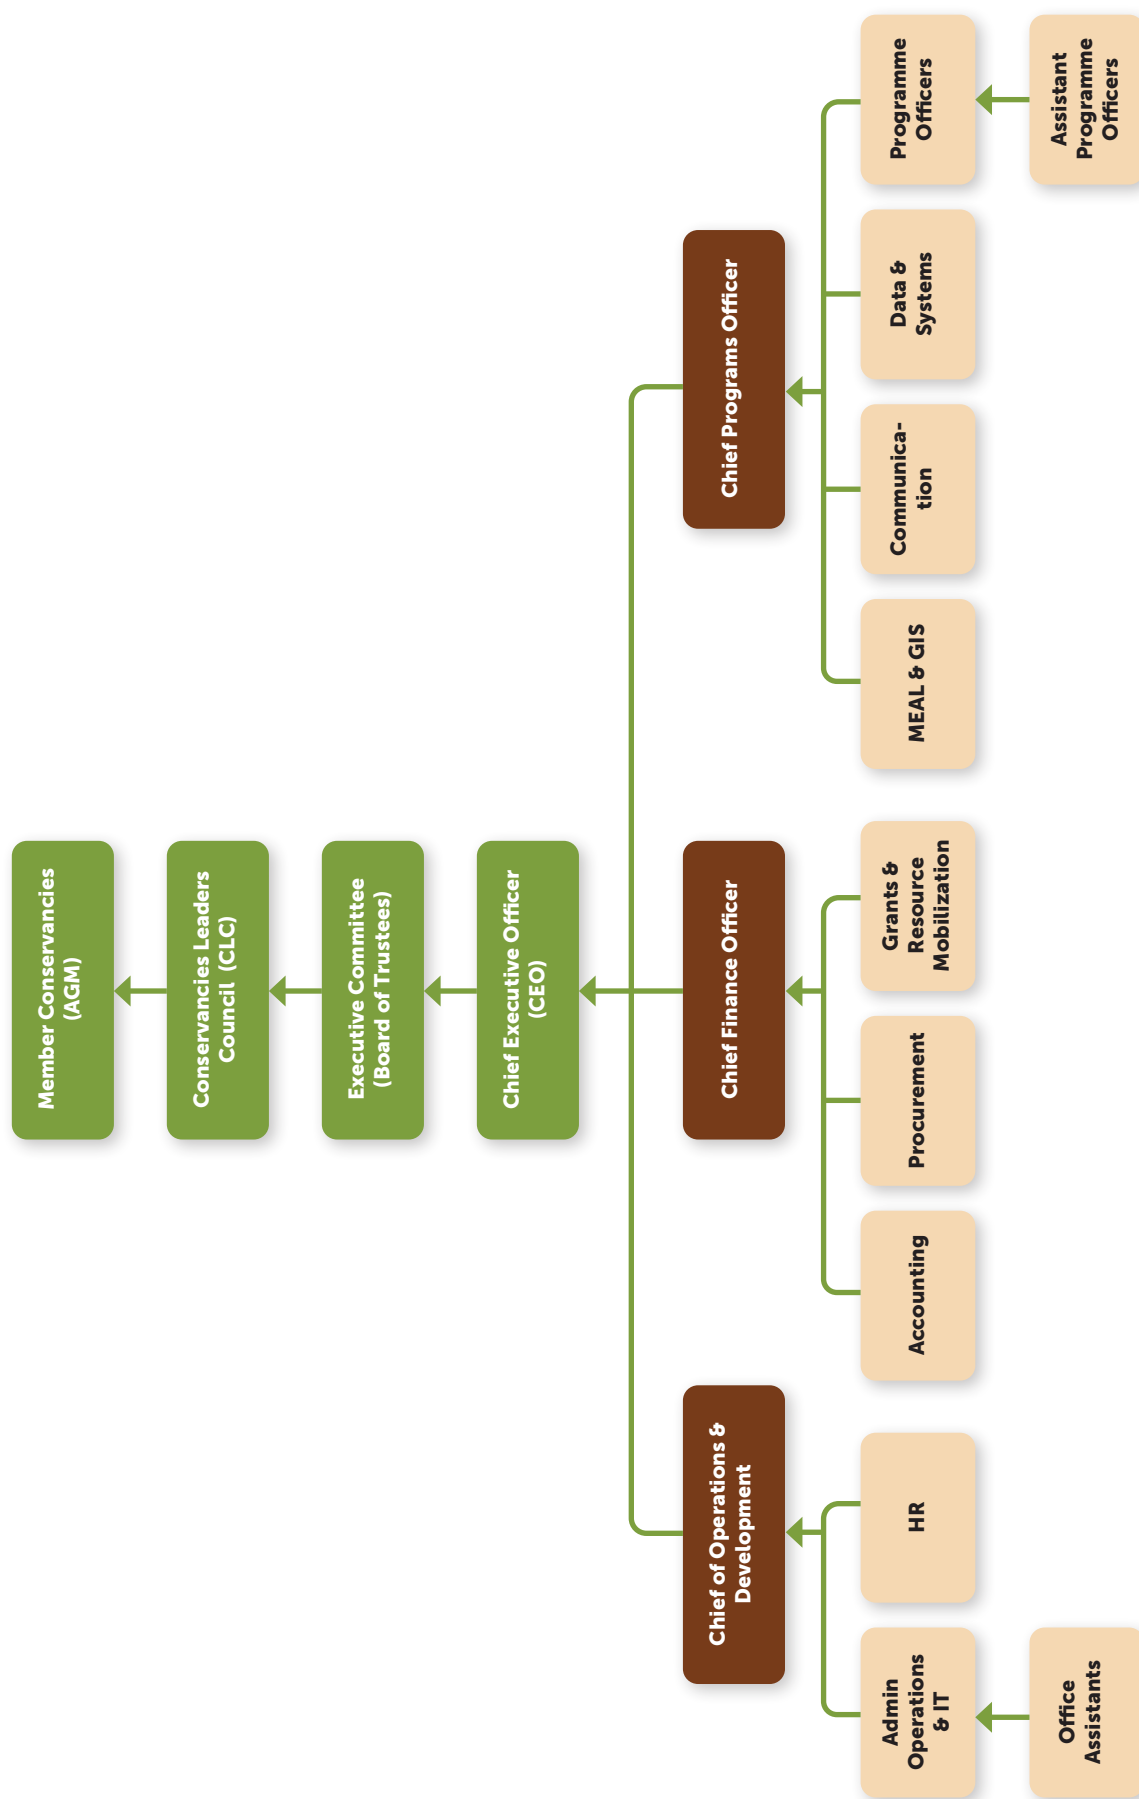 Member Conservancies
(AGM)
Conservancies Leaders
Council (CLC)
Executive Committee
(Board of Trustees)
Chief Executive Officer
(CEO)
Chief of Operations &
Development
Chief Finance Officer
Chief Programs Officer
Admin
Operations
& IT
HR
Accounting
Procurement
Grants &
Resource
Mobilization
MEAL & GIS
Communica-
tion
Data &
Systems
Programme
Officers
Office
Assistants
Assistant
Programme
Officers